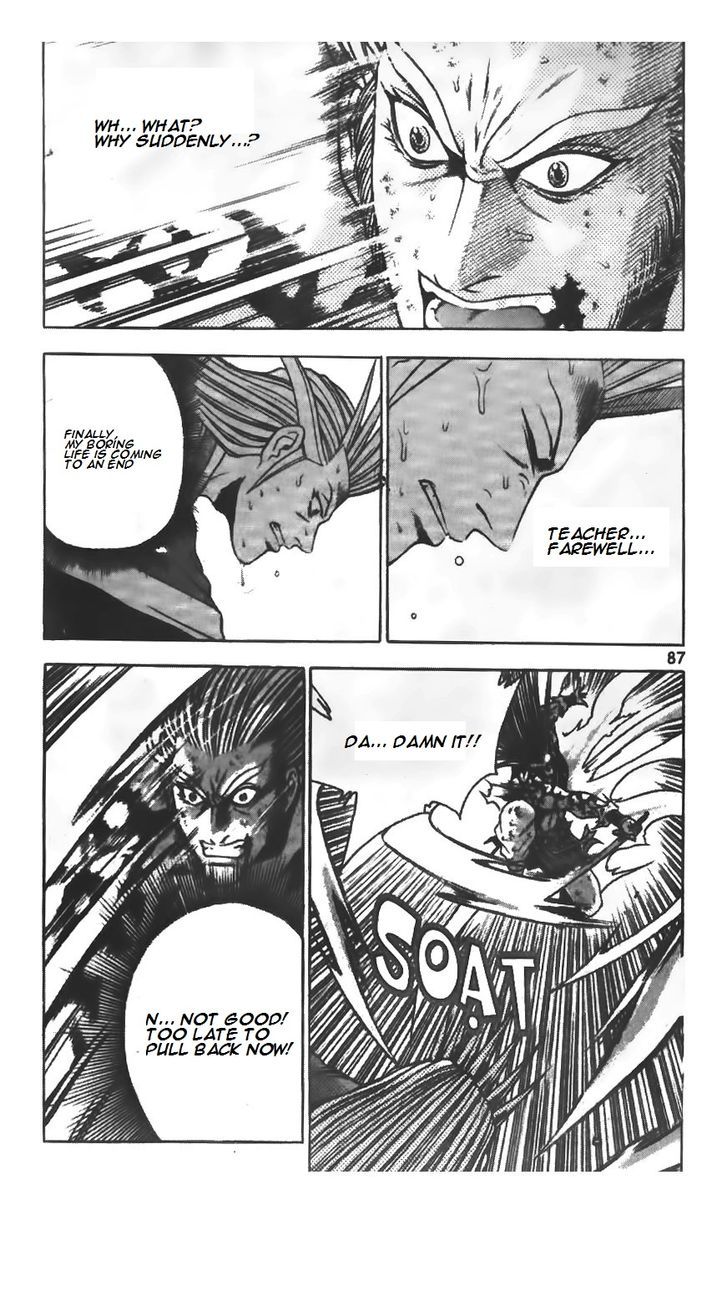 WH... WHAT?
WHY SUDDENLY...?
FINALLY,
MY BORING
LIFE IS COMING
TO AN END
TEACHER...
FAREWELL...
87
DA... DAMN IT!!
SOẠT
N... NOT GOOD!
TOO LATE TO
PULL BACK NOW!